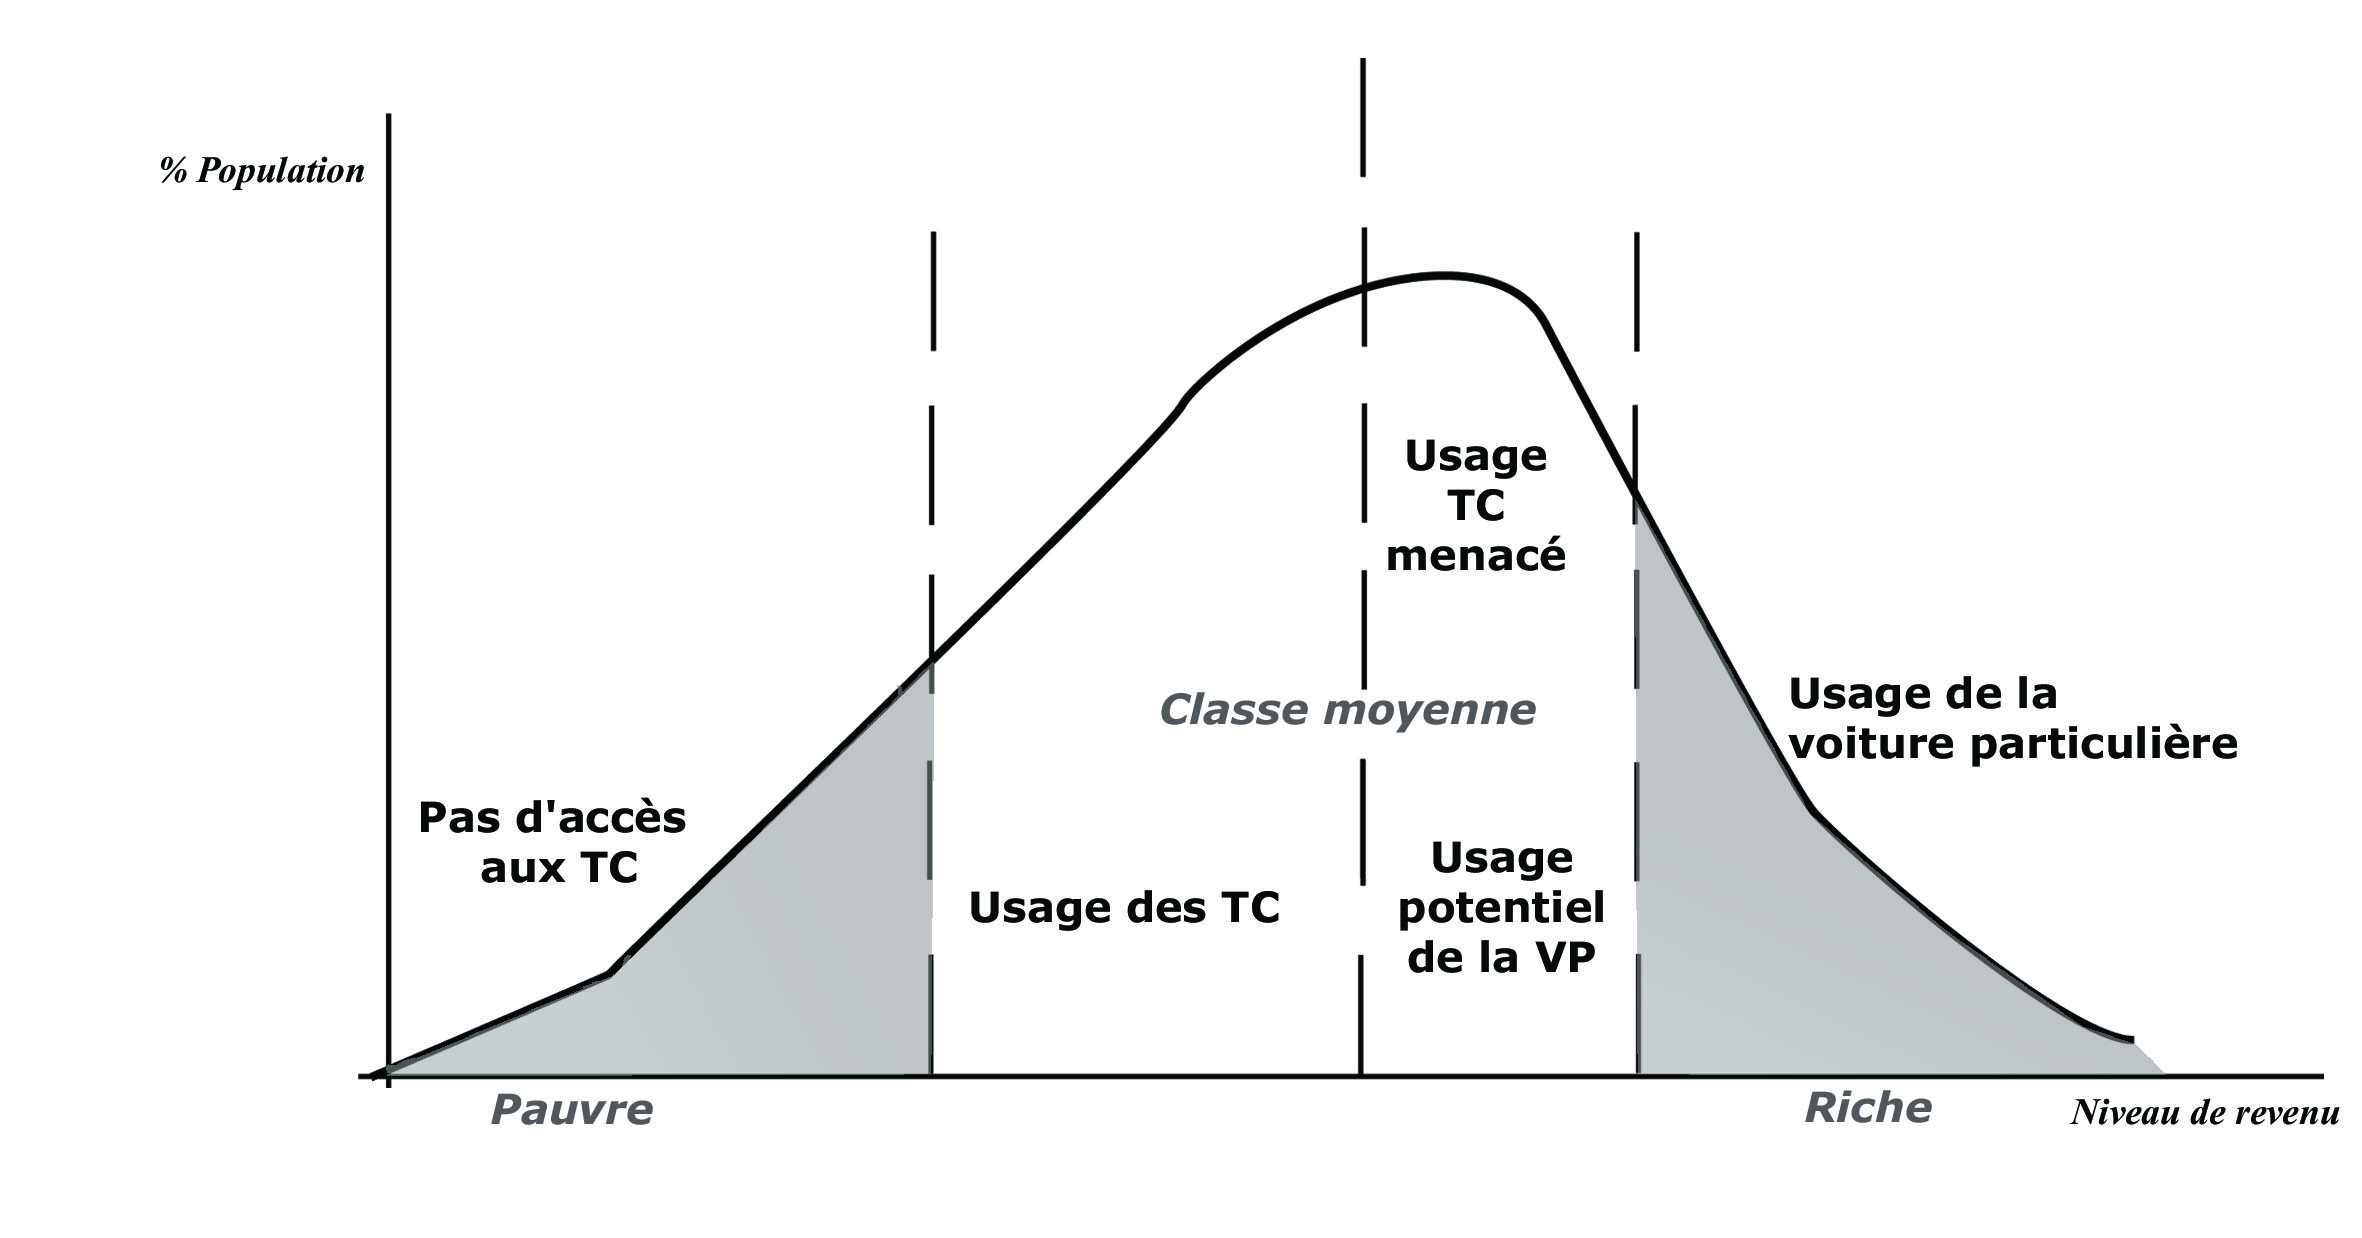 % Population
Usage
TC
menacé
Classe moyenne
Usage de la
voiture particulière
Pas d'accès
aux TC
Usage des TC
Usage
potentiel
de la VP
Pauvre
Riche
Niveau de revenu